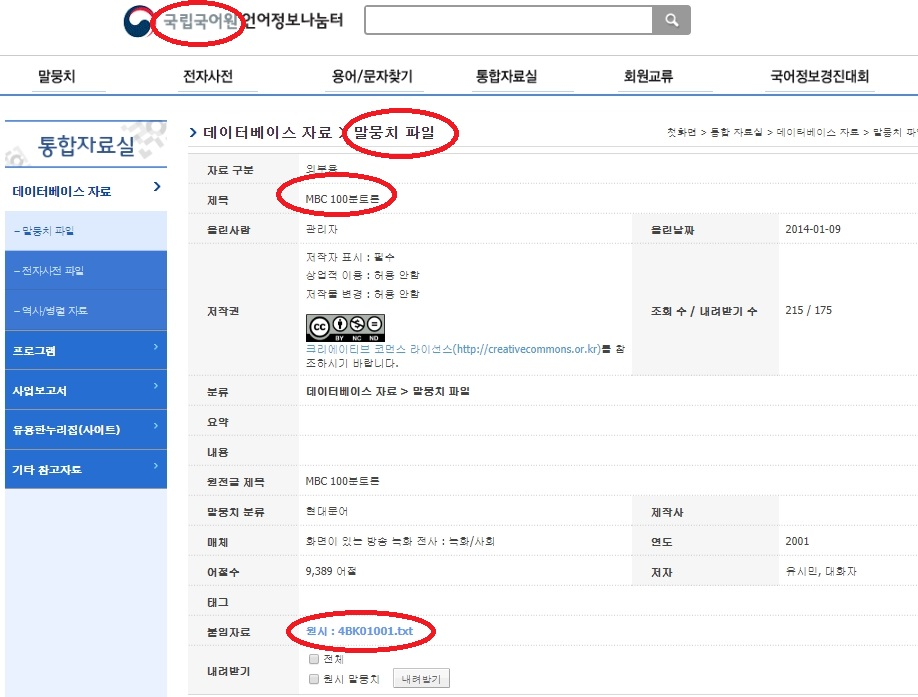 국립국어원 언어정보나눔터
말뭉치 전자사전 용어/문자찾기 통합자료실 회원교류 국어정보경진대회
통합자료실
데이터베이스 자료 >
– 말뭉치 파일
– 전자사전 파일
– 역사/병렬 자료
프로그램 >
사업보고서 >
유용한누리집(사이트) >
기타 참고자료 >
> 데이터베이스 자료 > 말뭉치 파일
첫화면 > 통합 자료실 > 데이터베이스 자료 > 말뭉치 파
자료 구분 외부용
제목 MBC 100분토론
올린사람 관리자 올린날짜 2014-01-09
저작권
저작자 표시 : 필수
상업적 이용 : 허용 안함
저작물 변경 : 허용 안함
cc BY NC ND
크리에이티브 코먼스 라이선스(http://creativecommons.or.kr)를 참
조하시기 바랍니다.
조회 수 / 내려받기 수 215 / 175
분류 데이터베이스 자료 > 말뭉치 파일
요약
내용
원전글 제목 MBC 100분토론
말뭉치 분류 현대문어 제작사
매체 화면이 있는 방송 녹화 전사 : 녹화/사회 연도 2001
어절수 9,389 어절 저자 유시민, 대화자
태그
붙임자료 원시 : 4BK01001.txt
내려받기
전체
원시 말뭉치 내려받기